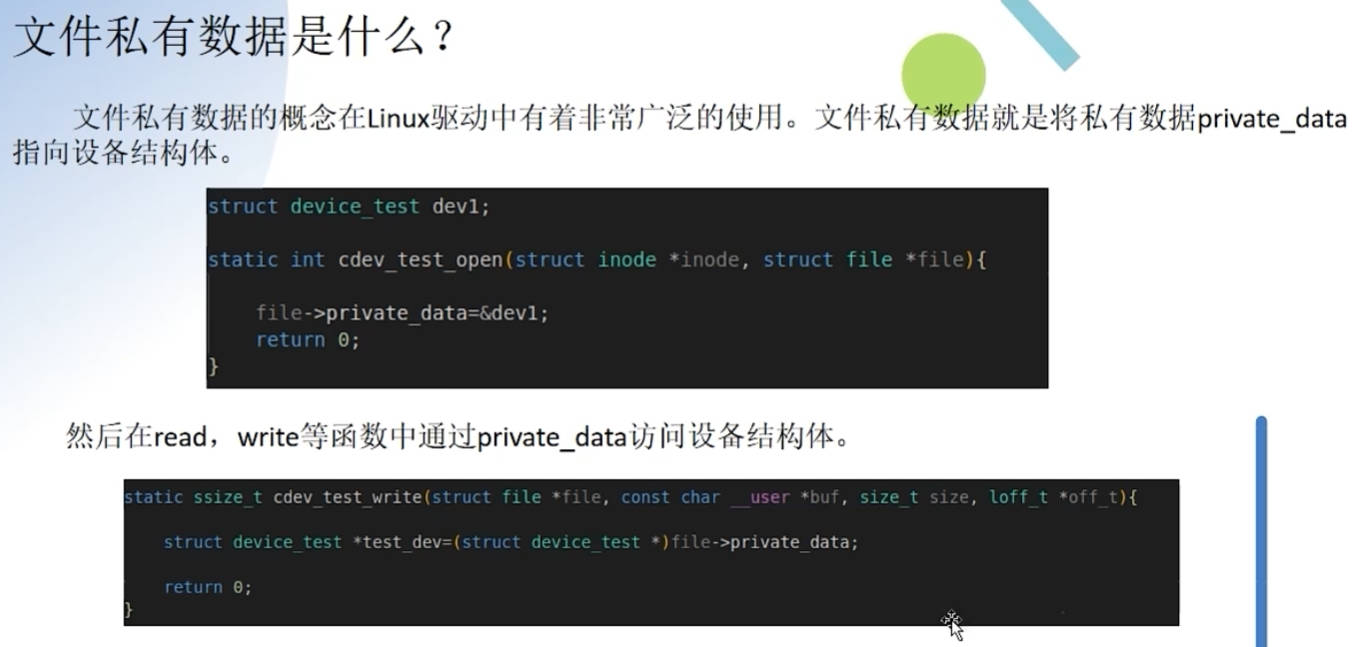 文件私有数据是什么？
文件私有数据的概念在Linux驱动中有着非常广泛的使用。文件私有数据就是将私有数据private_data
指向设备结构体。
struct device_test dev1;
static int cdev_test_open(struct inode *inode, struct file *file){
file->private_data=&dev1;
return 0;
}
然后在read，write等函数中通过private_data访问设备结构体。
static ssize_t cdev_test_write(struct file *file, const char __user *buf, size_t size, loff_t *off_t){
struct device_test *test_dev=(struct device_test *)file->private_data;
return 0;
}